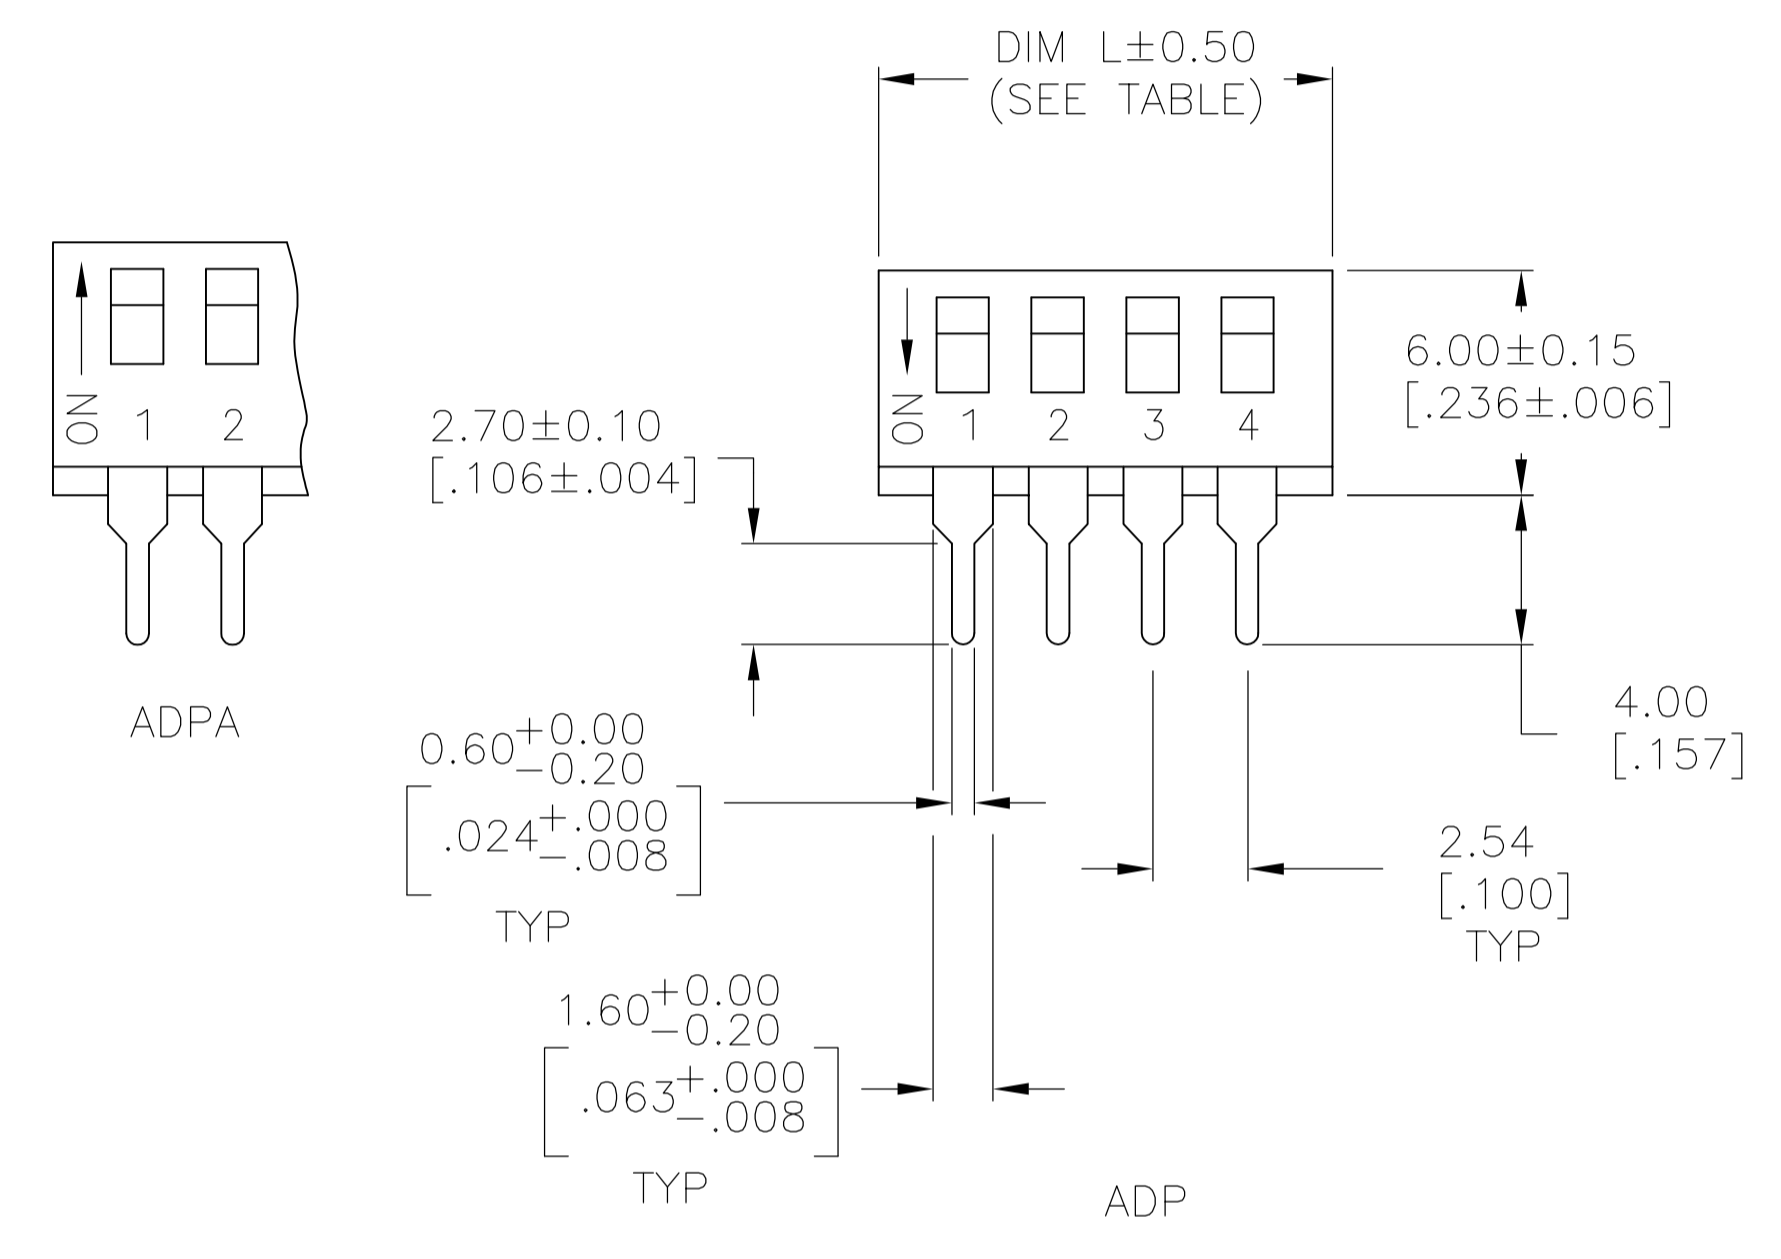 DIM L±0.50
(SEE TABLE)
ON
1 2
ADPA
ON
1 2 3 4
6.00±0.15
[.236±.006]
2.70±0.10
[.106±.004]
4.00
[.157]
0.60 +0.00
−0.20
[.024 +.000
−.008]
TYP
2.54
[.100]
TYP
1.60 +0.00
−0.20
[.063 +.000
−.008]
TYP
ADP